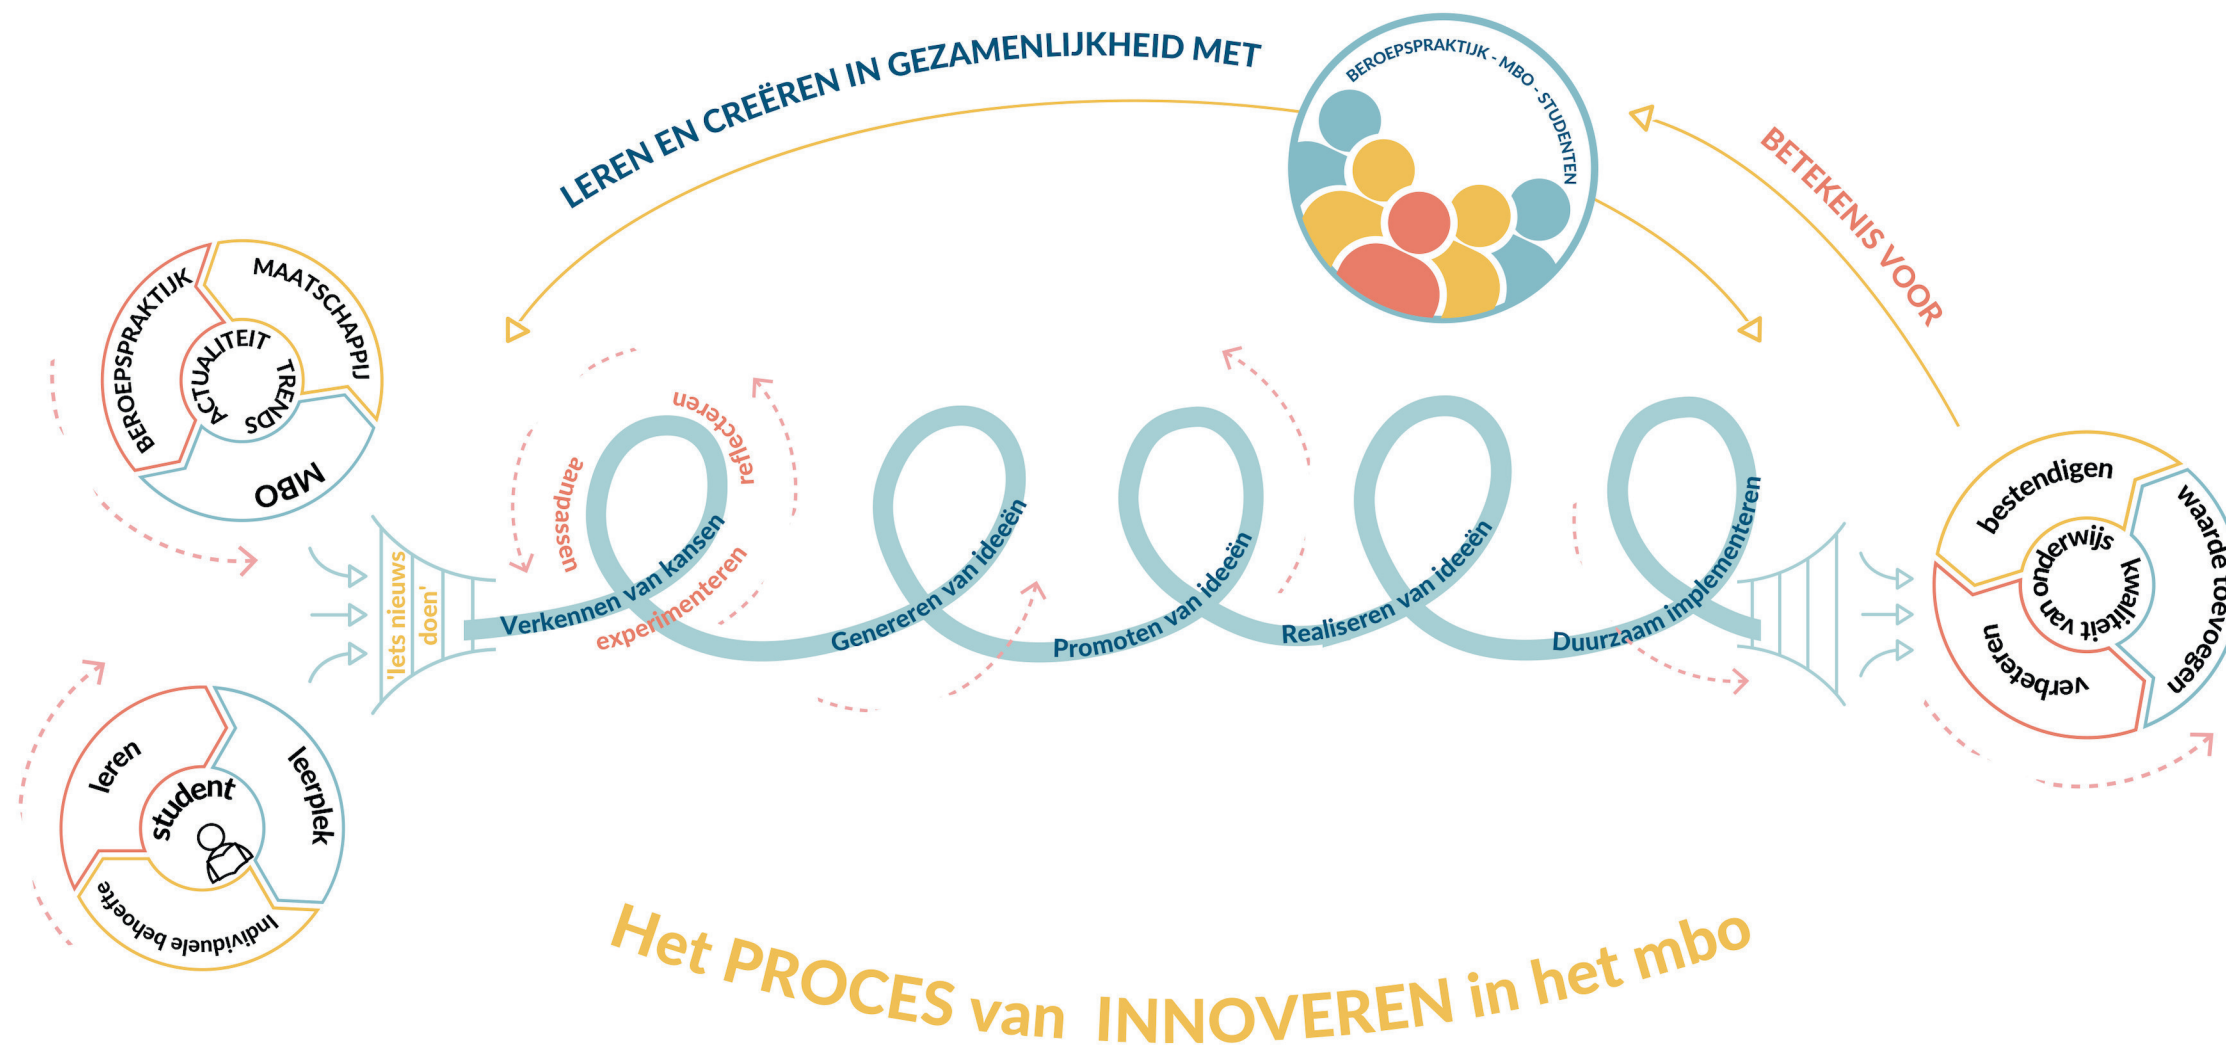 LEREN EN CREËREN IN GEZAMENLIJKHEID MET
BEROEPSPRAKTIJK - MBO - STUDENTEN
BETEKENIS VOOR
BEROEPSPRAKTIJK
MAATSCHAPPIJ
MBO
ACTUALITEIT
TRENDS
leren
leerplek
Individuele behoefte
student
'Iets nieuws
doen'
aanpassen
reflecteren
experimenteren
Verkennen van kansen
Genereren van ideeën
Promoten van ideeën
Realiseren van ideeën
Duurzaam implementeren
bestendigen
waarde toevoegen
verbeteren
kwaliteit van onderwijs
Het PROCES van INNOVEREN in het mbo